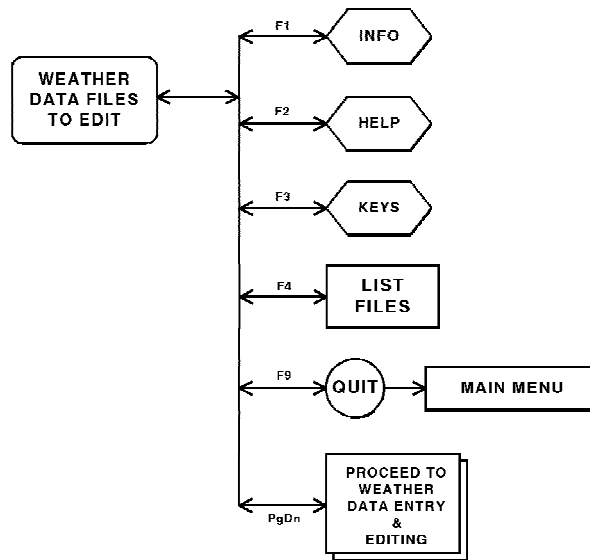 WEATHER
DATA FILES
TO EDIT
F1
INFO
F2
HELP
F3
KEYS
F4
LIST
FILES
F9
QUIT
MAIN MENU
PgDn
PROCEED TO
WEATHER
DATA ENTRY
&
EDITING